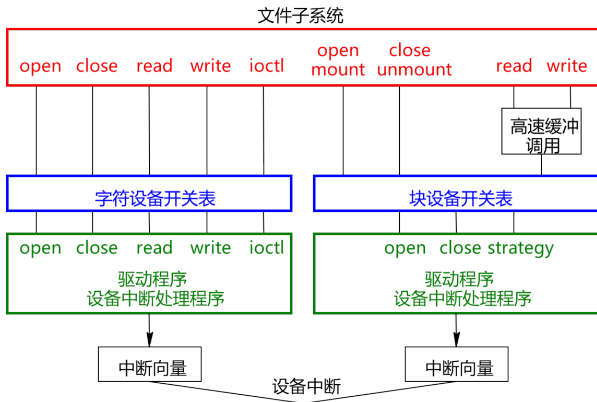 文件子系统
open close read write ioctl open mount close unmount read write
高速缓冲
调用
字符设备开关表 块设备开关表
open close read write ioctl open close strategy
驱动程序 驱动程序
设备中断处理程序 设备中断处理程序
中断向量 中断向量
设备中断